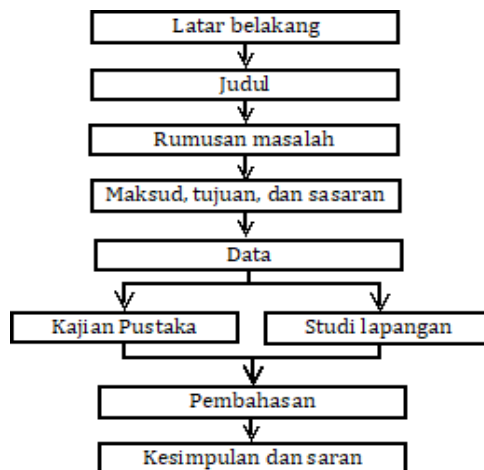 Latar belakang
Judul
Rumusan masalah
Maksud, tujuan, dan sasaran
Data
Kajian Pustaka
Studi lapangan
Pembahasan
Kesimpulan dan saran